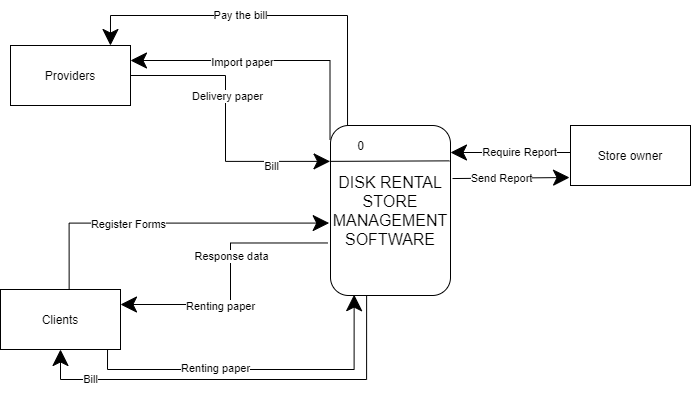 Pay the bill
Import paper
Providers
Delivery paper
Bill
0
DISK RENTAL
STORE
MANAGEMENT
SOFTWARE
Require Report
Store owner
Send Report
Register Forms
Response data
Renting paper
Clients
Renting paper
Bill